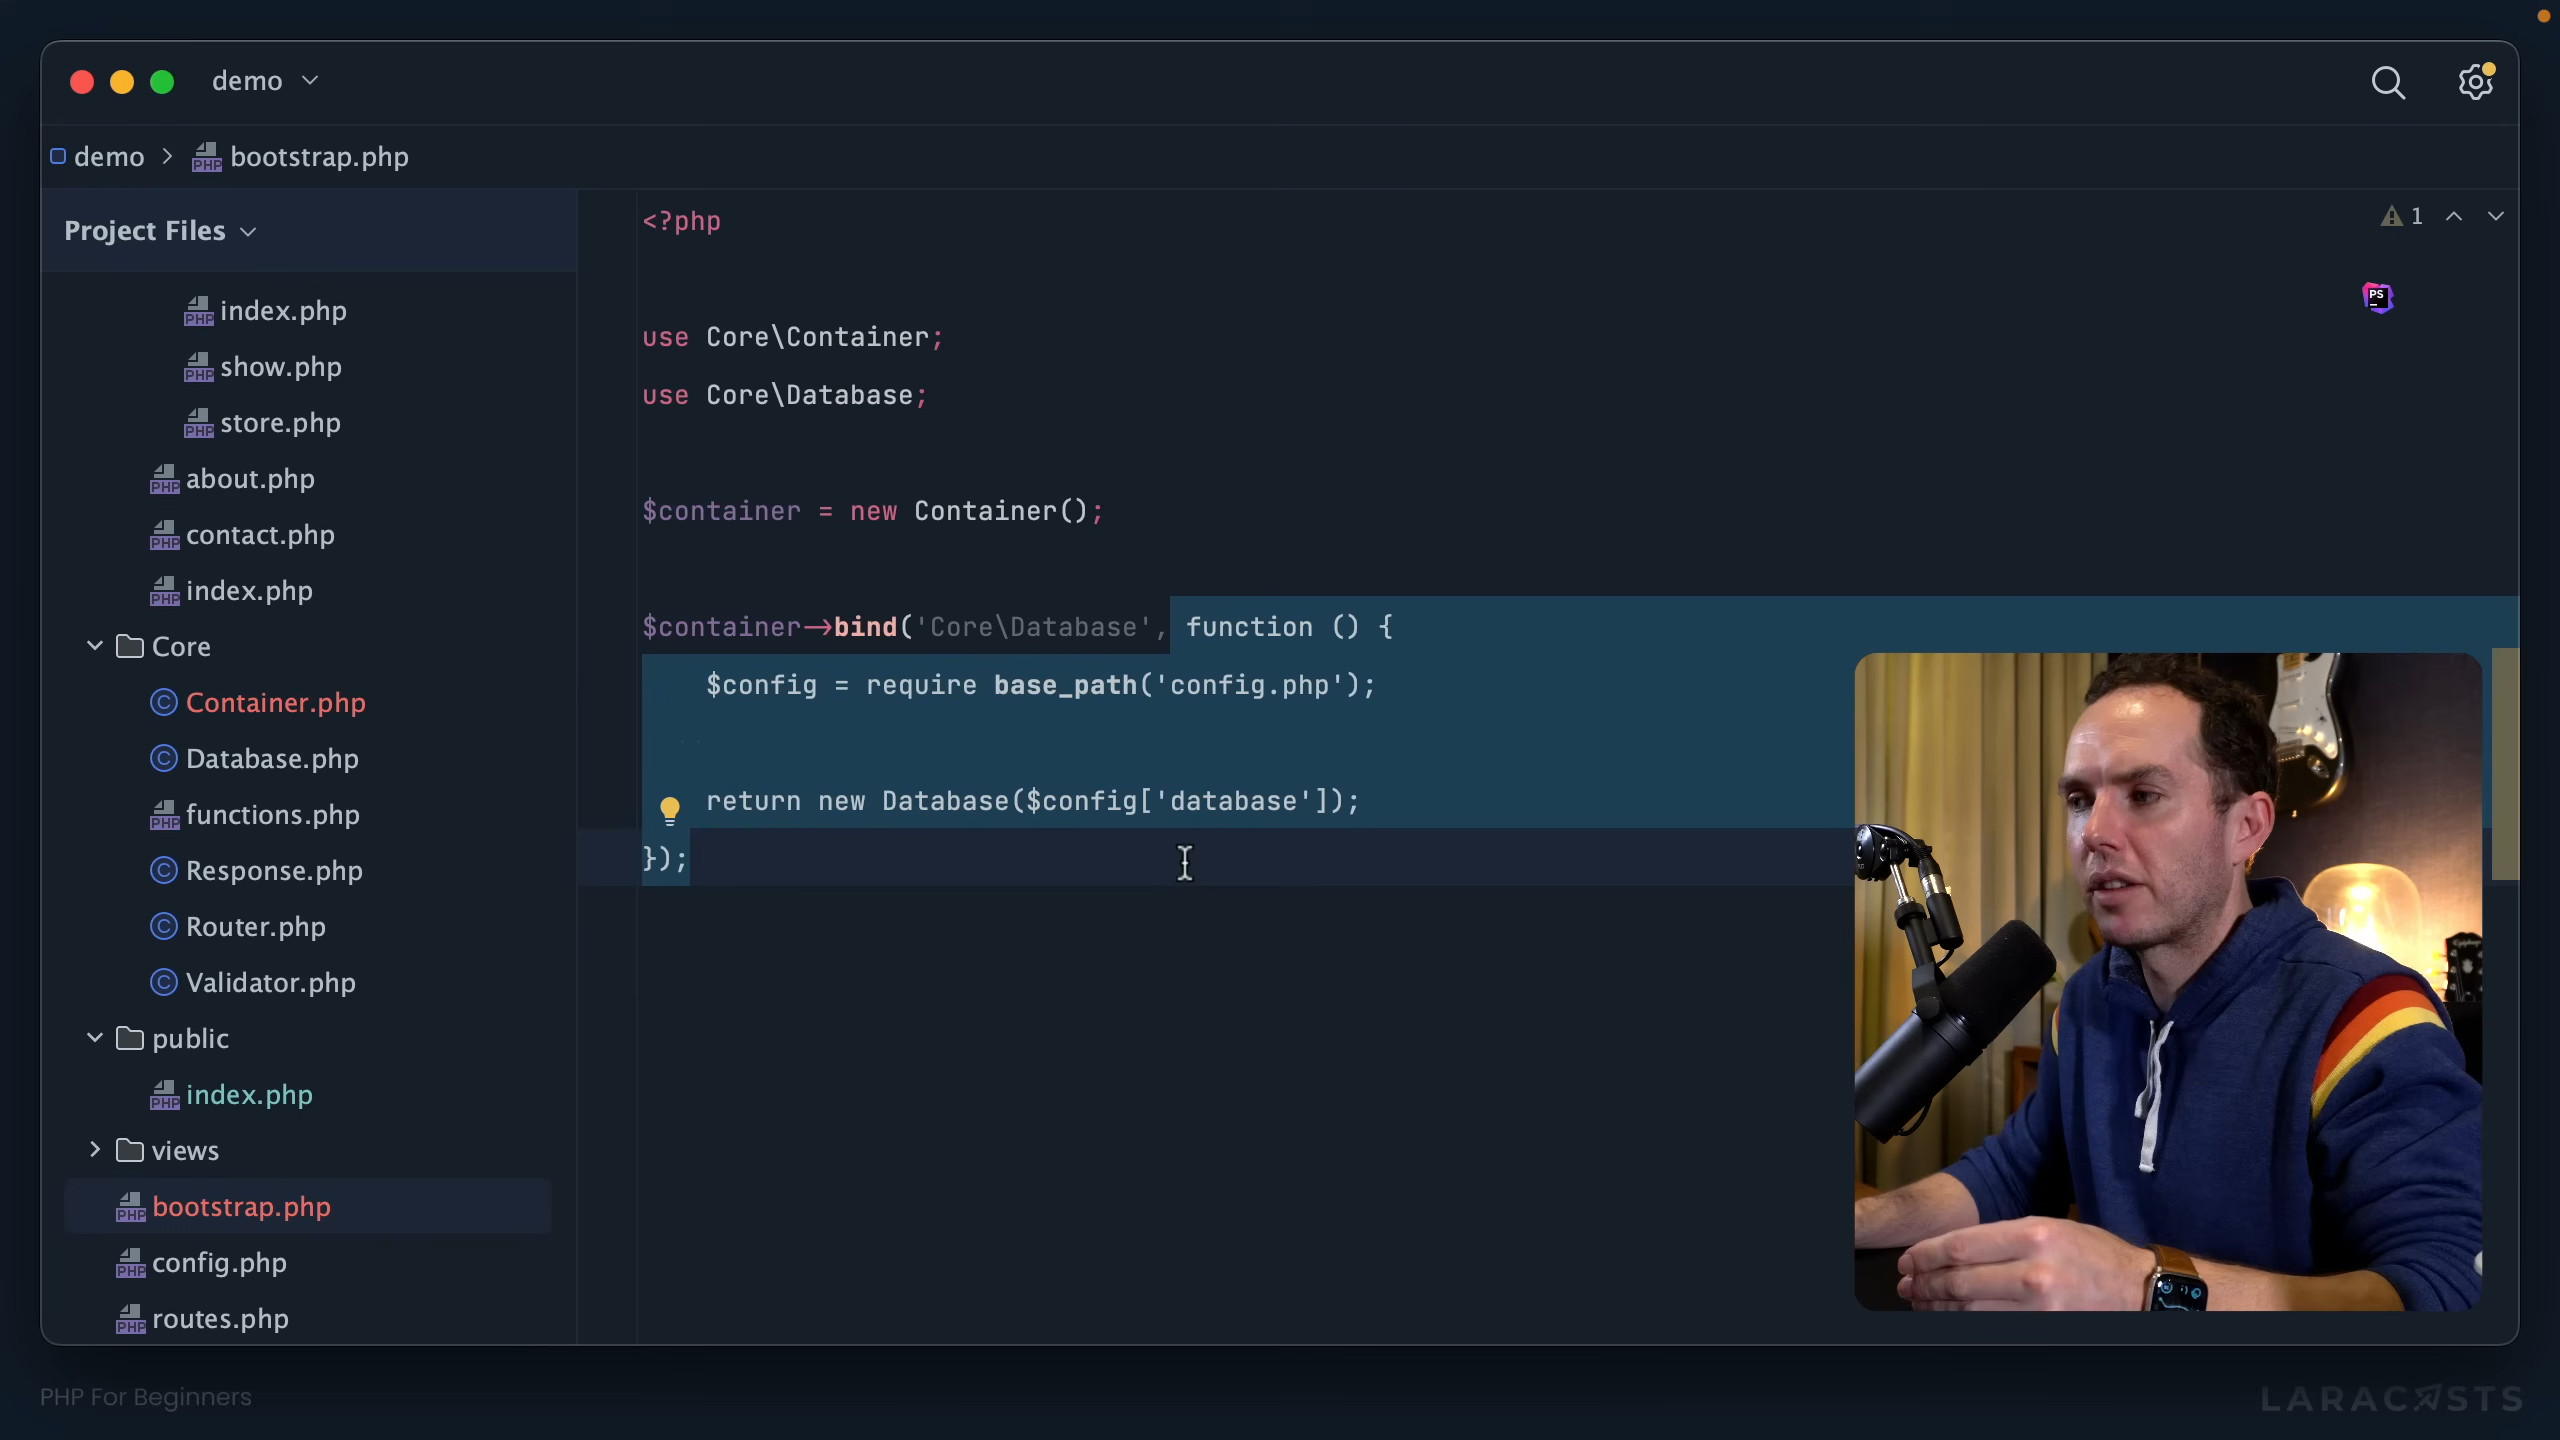 demo
demo > bootstrap.php
Project Files
index.php
show.php
store.php
about.php
contact.php
index.php
Core
Container.php
Database.php
functions.php
Response.php
Router.php
Validator.php
public
index.php
views
bootstrap.php
config.php
routes.php
1
PS
<?php
use Core\Container;
use Core\Database;
$container = new Container();
$container->bind('Core\Database', function () {
$config = require base_path('config.php');
return new Database($config['database']);
});
PHP For Beginners
LARACASTS